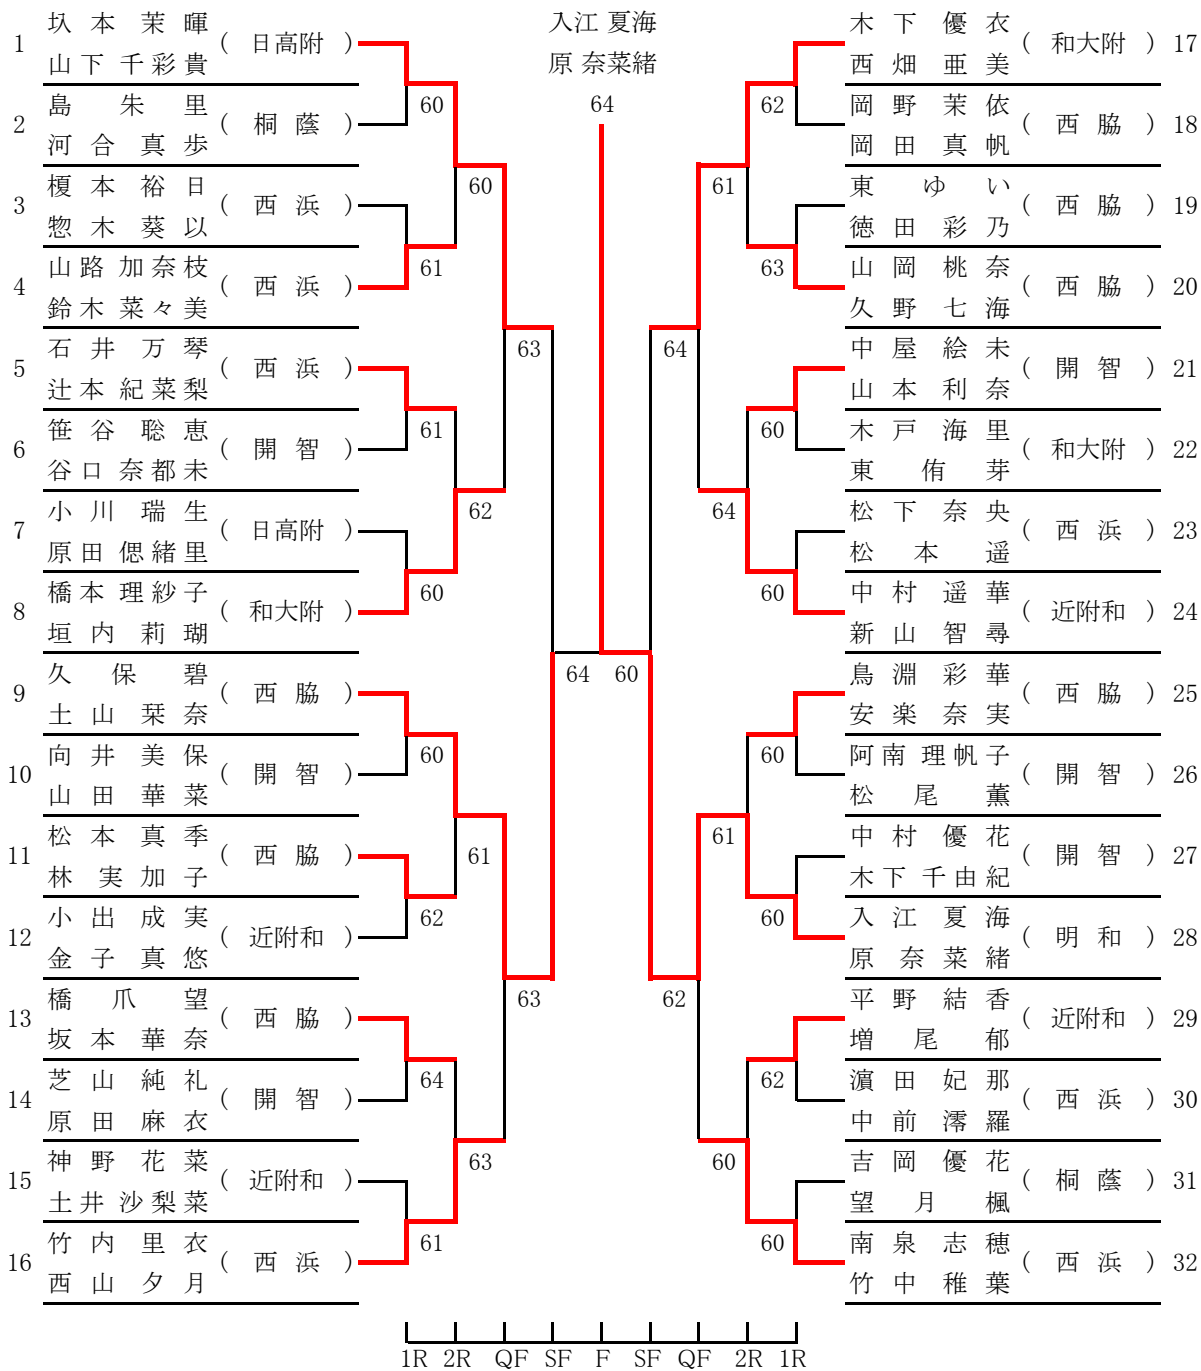 入江 夏海
原 奈菜緒
64
1 圦本茉暉 ( 日高附 )
山下千彩貴
2 島朱里 ( 桐蔭 )
河合真歩
3 榎本裕日 ( 西浜 )
惣木葵以
4 山路加奈枝 ( 西浜 )
鈴木菜々美
5 石井万琴 ( 西浜 )
辻本紀菜梨
6 笹谷聡恵 ( 開智 )
谷口奈都未
7 小川瑞生 ( 日高附 )
原田偲緒里
8 橋本理紗子 ( 和大附 )
垣内莉瑚
9 久保碧 ( 西脇 )
土山栞奈
10 向井美保 ( 開智 )
山田華菜
11 松本真季 ( 西脇 )
林実加子
12 小出成実 ( 近附和 )
金子真悠
13 橋爪望 ( 西脇 )
坂本華奈
14 芝山純礼 ( 開智 )
原田麻衣
15 神野花菜 ( 近附和 )
土井沙梨菜
16 竹内里衣 ( 西浜 )
西山夕月
60
61
61
60
60
62
64
61
60
62
61
63
63
63
64
60
木下優衣 ( 和大附 ) 17
西畑亜美
岡野茉依 ( 西脇 ) 18
岡田真帆
東ゆい ( 西脇 ) 19
徳田彩乃
山岡桃奈 ( 西脇 ) 20
久野七海
中屋絵未 ( 開智 ) 21
山本利奈
木戸海里 ( 和大附 ) 22
東侑芽
松下奈央 ( 西浜 ) 23
松本遥
中村遥華 ( 近附和 ) 24
新山智尋
鳥淵彩華 ( 西脇 ) 25
安楽奈実
阿南理帆子 ( 開智 ) 26
松尾薫
中村優花 ( 開智 ) 27
木下千由紀
入江夏海 ( 明和 ) 28
原奈菜緒
平野結香 ( 近附和 ) 29
増尾郁
濵田妃那 ( 西浜 ) 30
中前澪羅
吉岡優花 ( 桐蔭 ) 31
望月楓
南泉志穂 ( 西浜 ) 32
竹中稚葉
62
63
60
60
60
60
62
60
61
64
61
60
64
62
1R 2R QF SF F SF QF 2R 1R